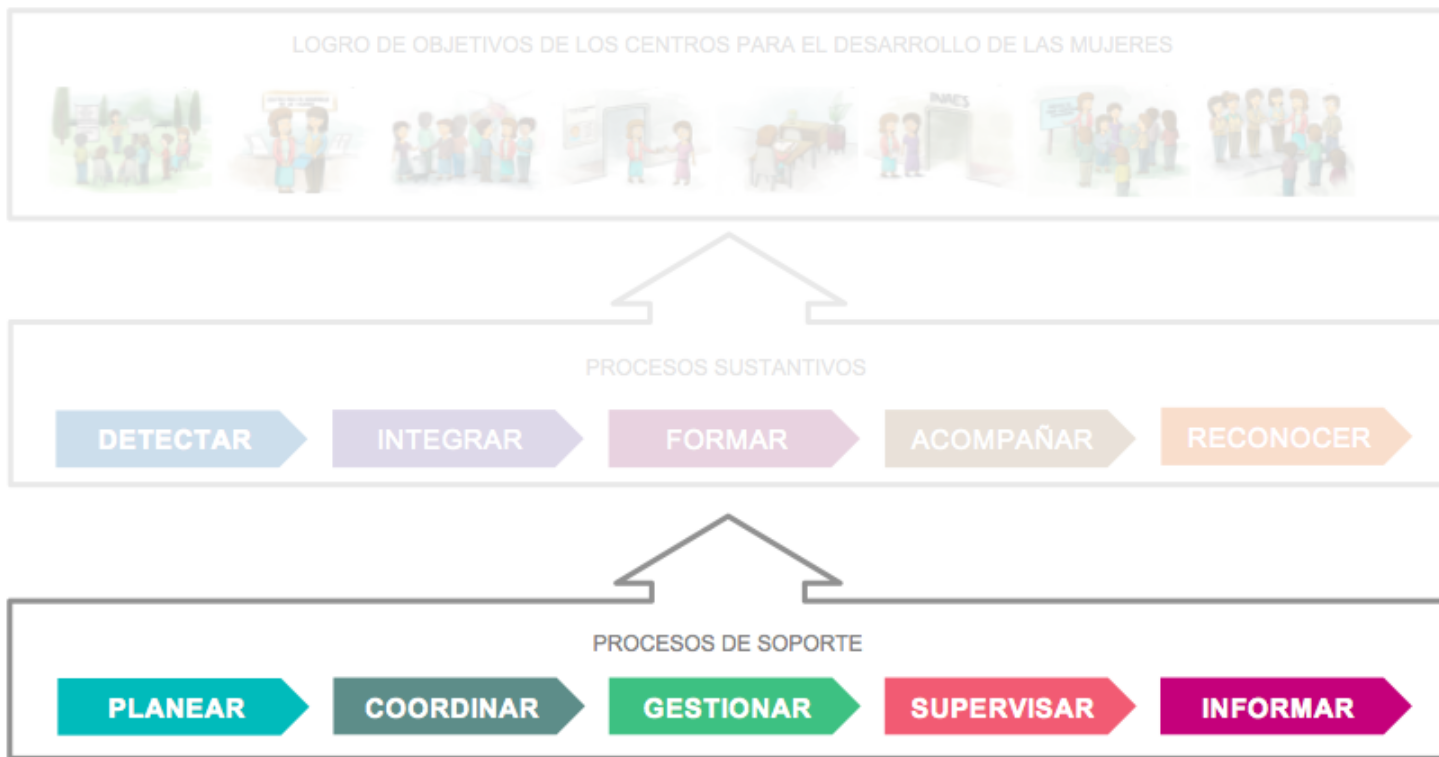 LOGRO DE OBJETIVOS DE LOS CENTROS PARA EL DESARROLLO DE LAS MUJERES
INAES
PROCESOS SUSTANTIVOS
DETECTAR
INTEGRAR
FORMAR
ACOMPAÑAR
RECONOCER
PROCESOS DE SOPORTE
PLANEAR
COORDINAR
GESTIONAR
SUPERVISAR
INFORMAR